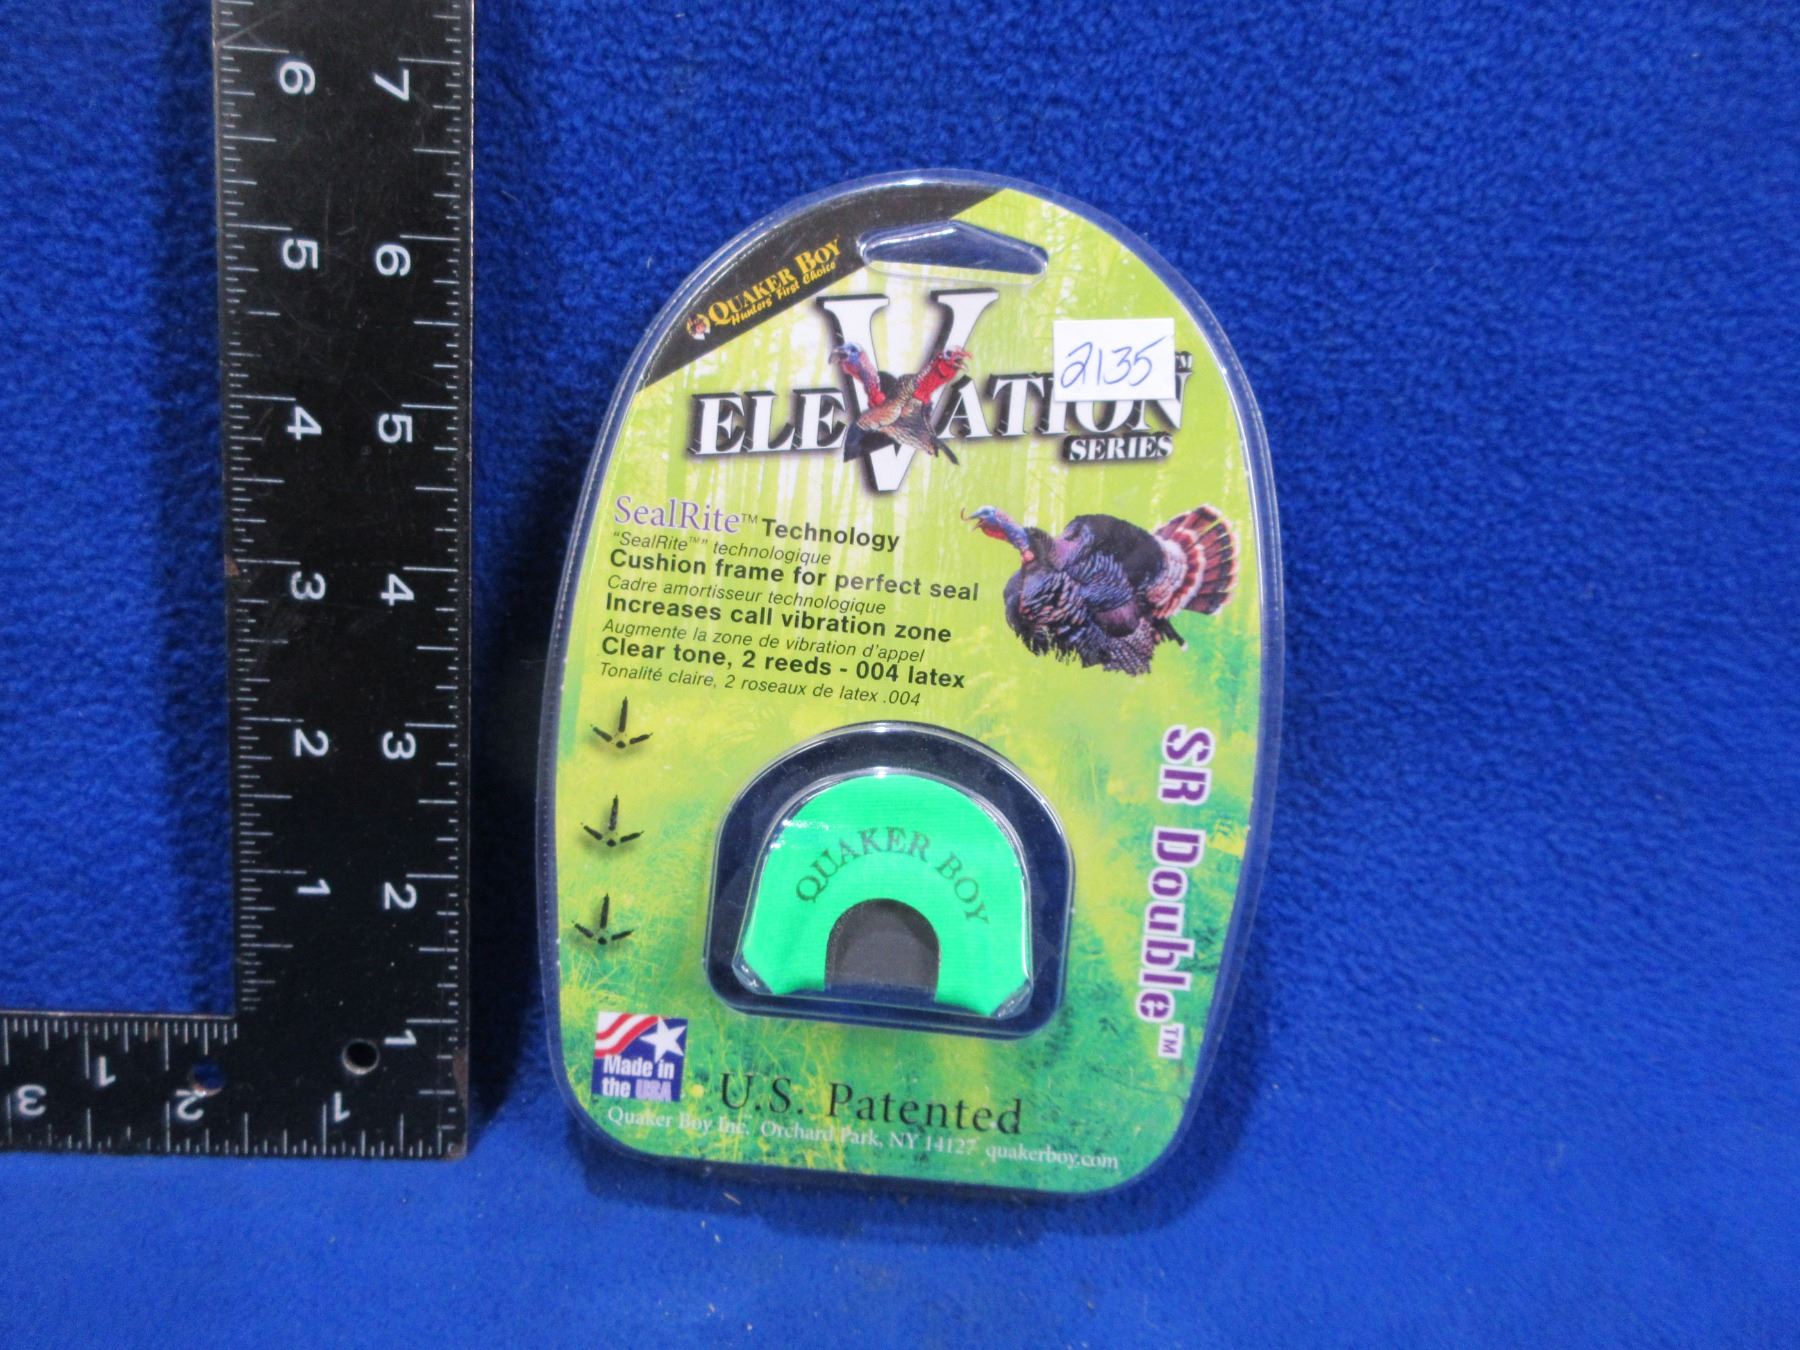 6 7
5 6
4 5
3 4
2 3
1 2
1
3 2 1 1
QUAKER BOY
Hunters' First Choice
2135
ELEVATION™
SERIES
SealRite™ Technology
"SealRite™" technologique
Cushion frame for perfect seal
Cadre amortisseur technologique
Increases call vibration zone
Augmente la zone de vibration d'appel
Clear tone, 2 reeds - 004 latex
Tonalité claire, 2 roseaux de latex .004
SR Double™
QUAKER BOY
Made in
the USA
U.S. Patented
Quaker Boy Inc. Orchard Park, NY 14127 quakerboy.com